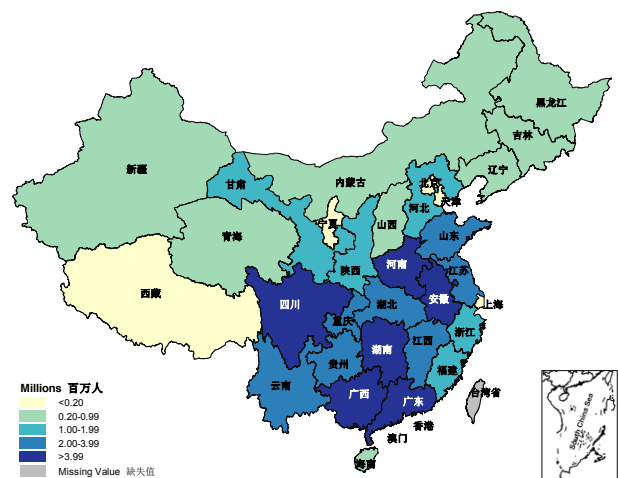 黑龙江
吉林
辽宁
新疆
内蒙古
甘肃
北京
天津
宁夏
河北
山西
青海
山东
陕西
河南
江苏
西藏
四川
安徽
上海
湖北
重庆
浙江
湖南
江西
贵州
福建
云南
广西
广东
台湾省
香港
澳门
海南
Millions 百万人
<0.20
0.20-0.99
1.00-1.99
2.00-3.99
>3.99
Missing Value 缺失值
South China Sea